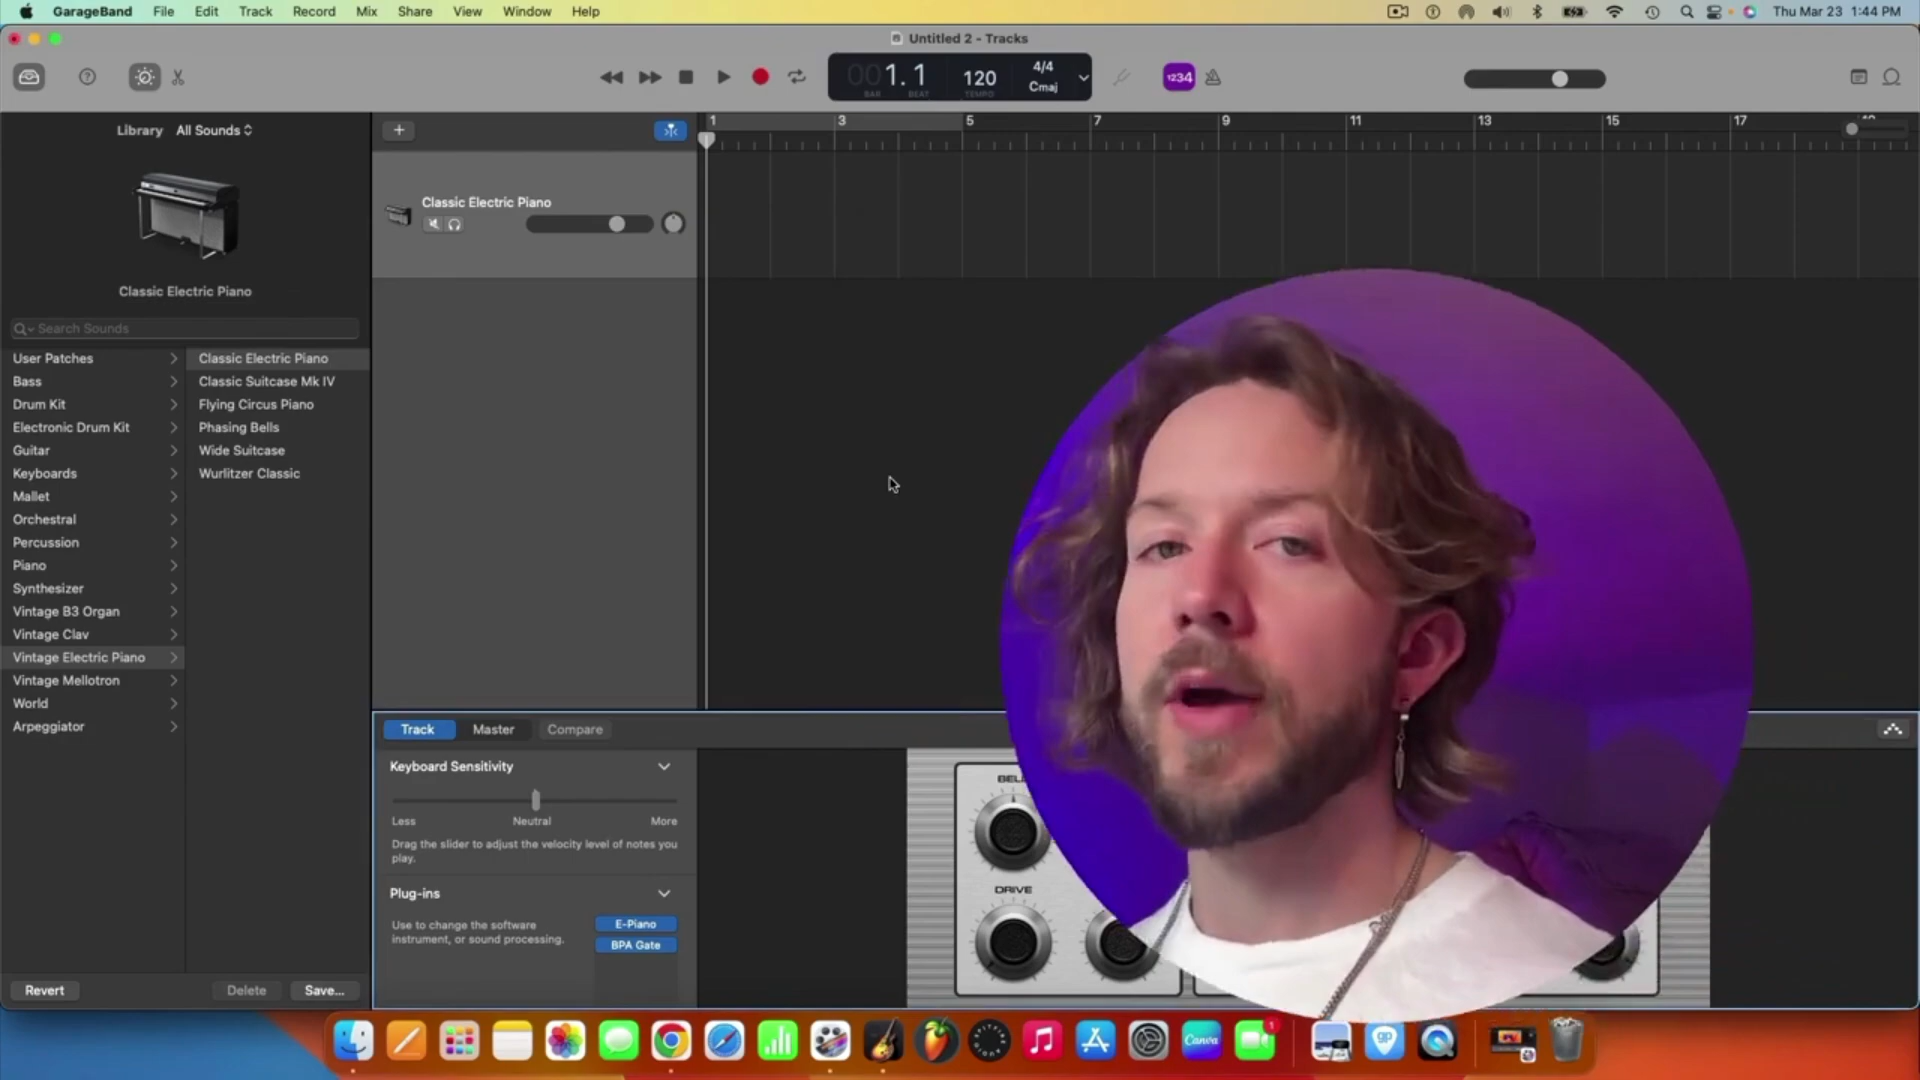 GarageBand File Edit Track Record Mix Share View Window Help Thu Mar 23 1:44 PM
Untitled 2 - Tracks
001.1 120 4/4
Cmaj
BAR BEAT TEMPO
1234
Library All Sounds
1 3 5 7 9 11 13 15 17
Classic Electric Piano
Classic Electric Piano
Search Sounds
User Patches
Bass
Drum Kit
Electronic Drum Kit
Guitar
Keyboards
Mallet
Orchestral
Percussion
Piano
Synthesizer
Vintage B3 Organ
Vintage Clav
Vintage Electric Piano
Vintage Mellotron
World
Arpeggiator
Classic Electric Piano
Classic Suitcase Mk IV
Flying Circus Piano
Phasing Bells
Wide Suitcase
Wurlitzer Classic
Track Master Compare
Keyboard Sensitivity
Less Neutral More
Drag the slider to adjust the velocity level of notes you
play.
Plug-ins
Use to change the software
instrument, or sound processing.
E-Piano
BPA Gate
DRIVE
Revert Delete Save...
Canva
gp
1